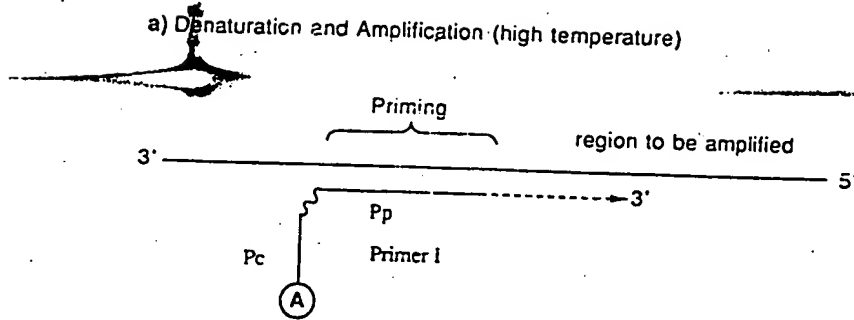 a) Denaturation and Amplification (high temperature)
Priming
region to be amplified
3'
5'
3'
Pp
Pc
Primer I
A